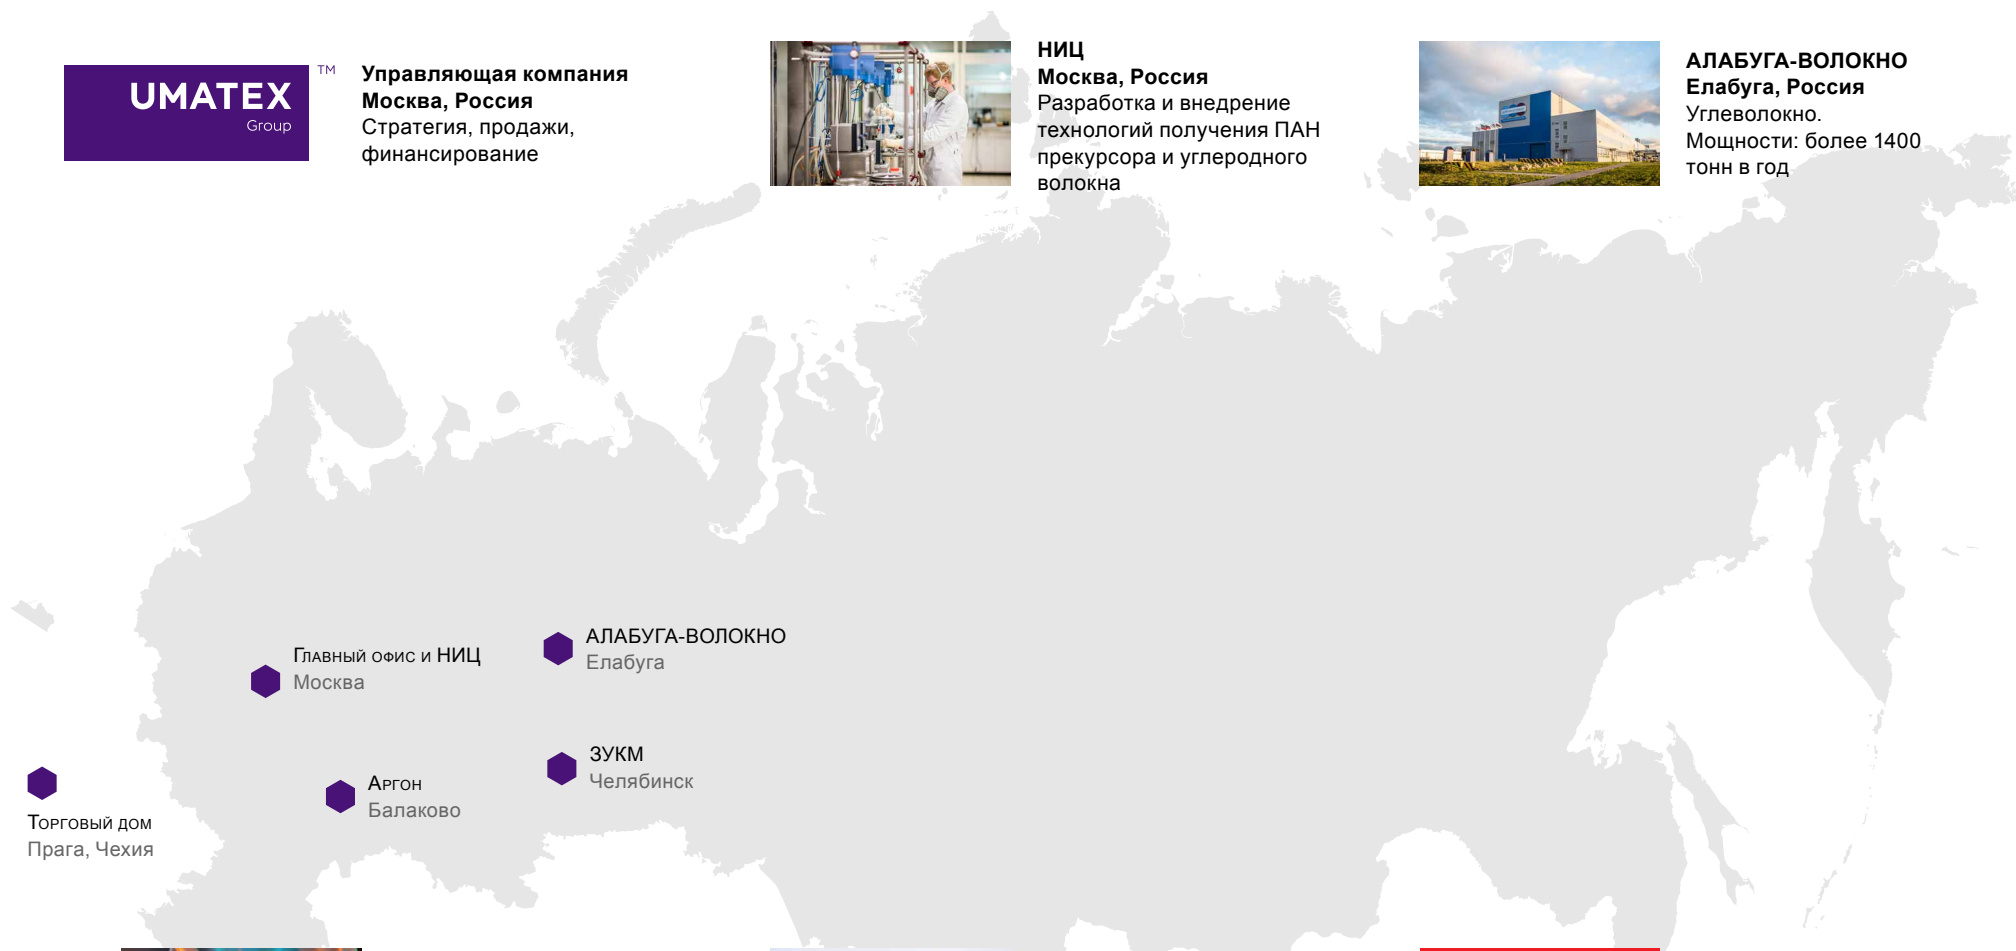 UMATEX
Group
TM
Управляющая компания
Москва, Россия
Стратегия, продажи,
финансирование
НИЦ
Москва, Россия
Разработка и внедрение
технологий получения ПАН
прекурсора и углеродного
волокна
АЛАБУГА-ВОЛОКНО
Елабуга, Россия
Углеволокно.
Мощности: более 1400
тонн в год
Главный офис и НИЦ
Москва
АЛАБУГА-ВОЛОКНО
Елабуга
ЗУКМ
Челябинск
Аргон
Балаково
Торговый дом
Прага, Чехия